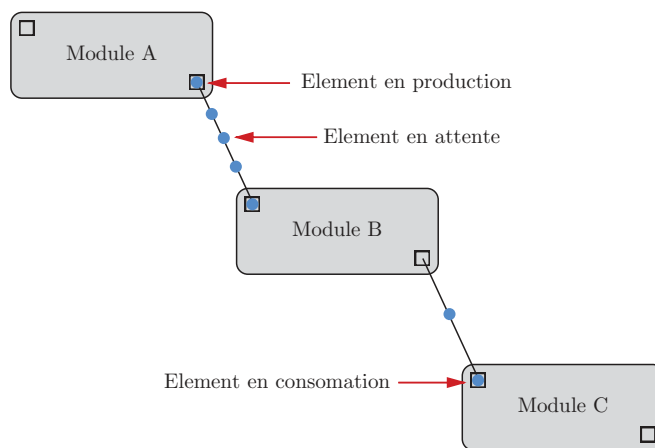 Module A
Element en production
Element en attente
Module B
Element en consomation
Module C